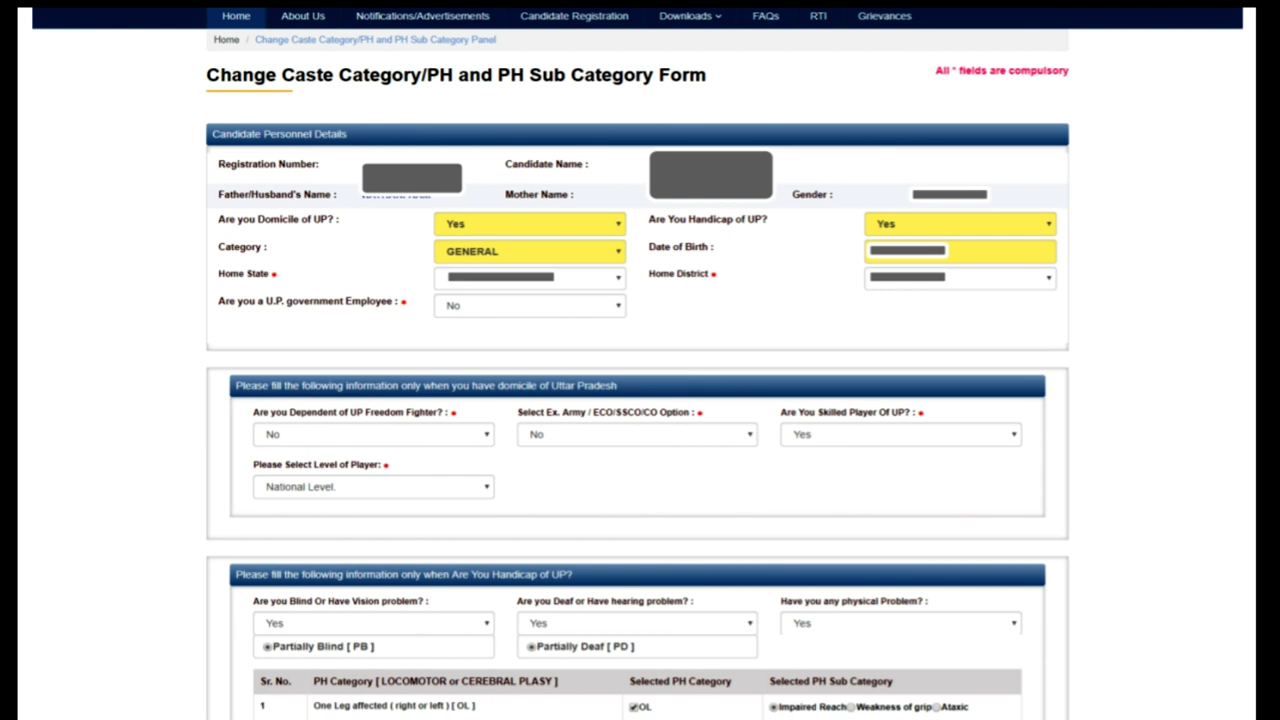 Home About Us Notifications/Advertisements Candidate Registration Downloads FAQs RTI Grievances
Home / Change Caste Category/PH and PH Sub Category Panel
Change Caste Category/PH and PH Sub Category Form
All * fields are compulsory
Candidate Personnel Details
Registration Number: Candidate Name :
Father/Husband's Name : Mother Name : Gender :
Are you Domicile of UP? : Yes Are You Handicap of UP? Yes
Category : GENERAL Date of Birth :
Home State * Home District *
Are you a U.P. government Employee : * No
Please fill the following information only when you have domicile of Uttar Pradesh
Are you Dependent of UP Freedom Fighter? : * Select Ex. Army / ECO/SSCO/CO Option : * Are You Skilled Player Of UP? : *
No No Yes
Please Select Level of Player: *
National Level.
Please fill the following information only when Are You Handicap of UP?
Are you Blind Or Have Vision problem? : Are you Deaf or Have hearing problem? : Have you any physical Problem? :
Yes Yes Yes
Partially Blind [ PB ] Partially Deaf [ PD ]
Sr. No. PH Category [ LOCOMOTOR or CEREBRAL PLASY ] Selected PH Category Selected PH Sub Category
1 One Leg affected ( right or left ) [ OL ] OL Impaired Reach Weakness of grip Ataxic